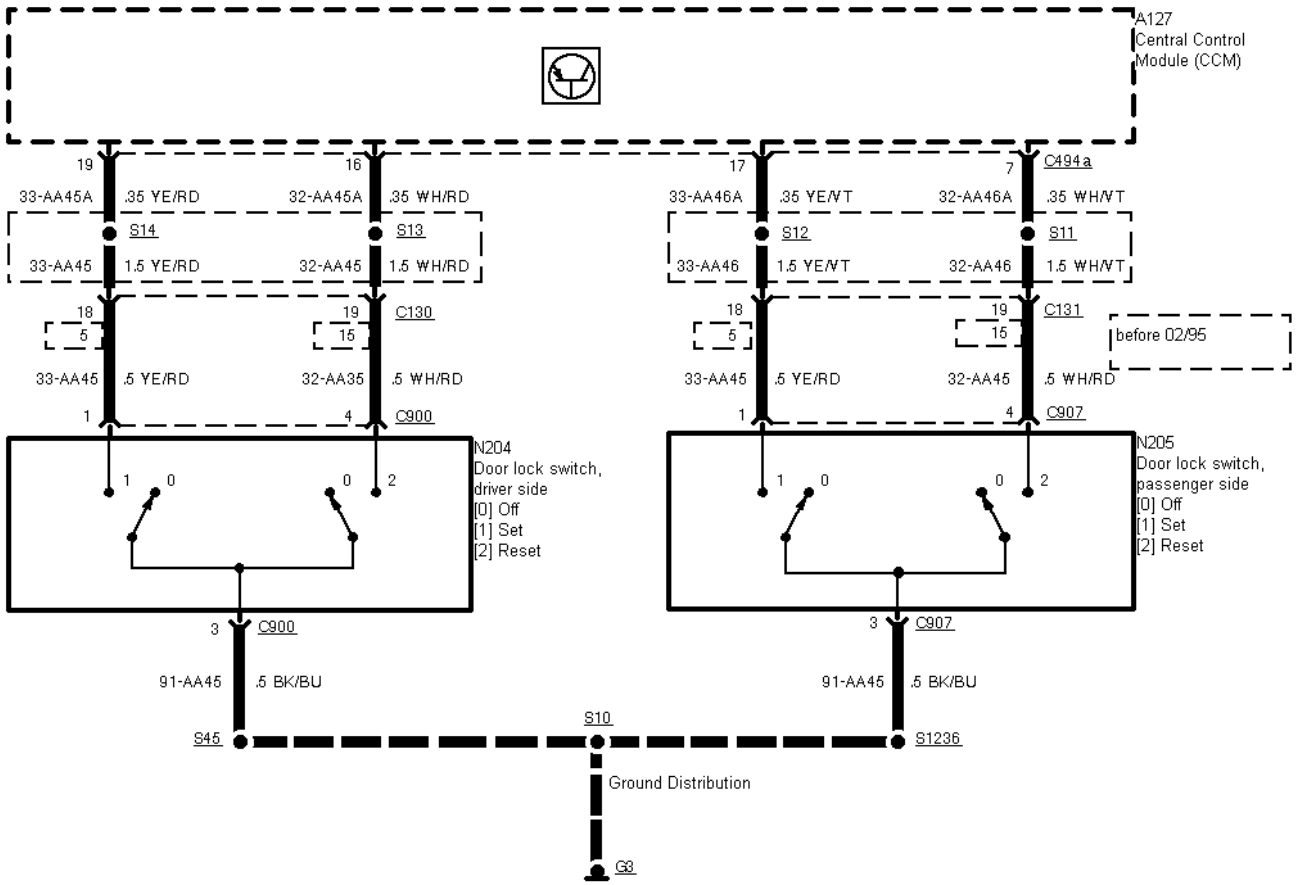 A127
Central Control
Module (CCM)
19
16
17
7
C494a
33-AA45A
.35 YE/RD
32-AA45A
.35 WH/RD
33-AA46A
.35 YE/VT
32-AA46A
.35 WH/VT
S14
S13
S12
S11
33-AA45
1.5 YE/RD
32-AA45
1.5 WH/RD
33-AA46
1.5 YE/VT
32-AA46
1.5 WH/VT
18
19
C130
18
19
C131
5
15
5
15
before 02/95
33-AA45
.5 YE/RD
32-AA35
.5 WH/RD
33-AA45
.5 YE/RD
32-AA45
.5 WH/RD
1
4
C900
1
4
C907
N204
Door lock switch,
driver side
[0] Off
[1] Set
[2] Reset
1
0
0
2
N205
Door lock switch,
passenger side
[0] Off
[1] Set
[2] Reset
1
0
0
2
3
C900
3
C907
91-AA45
.5 BK/BU
91-AA45
.5 BK/BU
S45
S10
S1236
Ground Distribution
G3